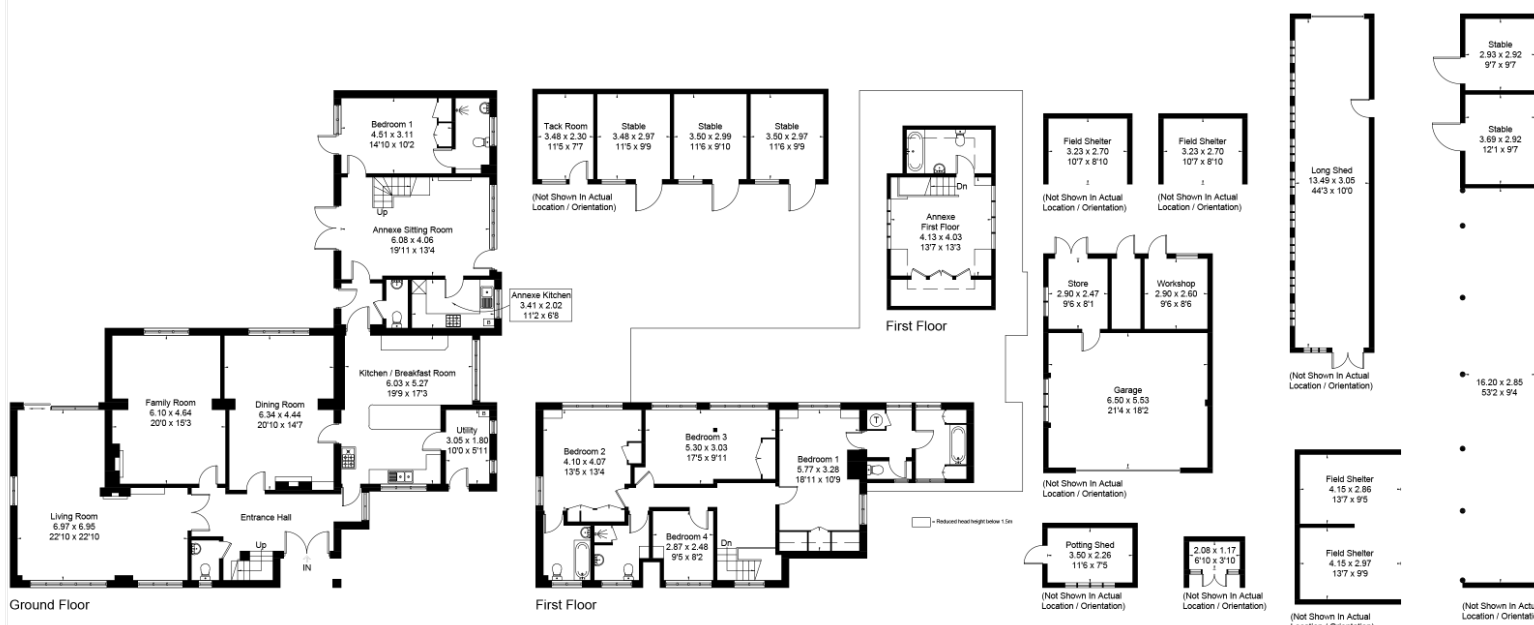 Bedroom 1
4.51 x 3.11
14'10 x 10'2
Up
Annexe Sitting Room
6.08 x 4.06
19'11 x 13'4
Annexe Kitchen
3.41 x 2.02
11'2 x 6'8
B
Kitchen / Breakfast Room
6.03 x 5.27
19'9 x 17'3
Family Room
6.10 x 4.64
20'0 x 15'3
Dining Room
6.34 x 4.44
20'10 x 14'7
B
Utility
3.05 x 1.80
10'0 x 5'11
Living Room
6.97 x 6.95
22'10 x 22'10
Entrance Hall
Up
IN
Ground Floor
Tack Room
3.48 x 2.30
11'5 x 7'7
Stable
3.48 x 2.97
11'5 x 9'9
Stable
3.50 x 2.99
11'6 x 9'10
Stable
3.50 x 2.97
11'6 x 9'9
(Not Shown In Actual
Location / Orientation)
Dn
Annexe
First Floor
4.13 x 4.03
13'7 x 13'3
First Floor
Bedroom 2
4.10 x 4.07
13'5 x 13'4
Bedroom 3
5.30 x 3.03
17'5 x 9'11
Bedroom 1
5.77 x 3.28
18'11 x 10'9
T
Bedroom 4
2.87 x 2.48
9'5 x 8'2
Dn
= Reduced head height below 1.5m
First Floor
Field Shelter
3.23 x 2.70
10'7 x 8'10
(Not Shown In Actual
Location / Orientation)
Field Shelter
3.23 x 2.70
10'7 x 8'10
(Not Shown In Actual
Location / Orientation)
Store
2.90 x 2.47
9'6 x 8'1
Workshop
2.90 x 2.60
9'6 x 8'6
Garage
6.50 x 5.53
21'4 x 18'2
(Not Shown In Actual
Location / Orientation)
Potting Shed
3.50 x 2.26
11'6 x 7'5
(Not Shown In Actual
Location / Orientation)
2.08 x 1.17
6'10 x 3'10
(Not Shown In Actual
Location / Orientation)
Long Shed
13.49 x 3.05
44'3 x 10'0
(Not Shown In Actual
Location / Orientation)
Field Shelter
4.15 x 2.86
13'7 x 9'5
Field Shelter
4.15 x 2.97
13'7 x 9'9
(Not Shown In Actual
Location / Orientation)
Stable
2.93 x 2.92
9'7 x 9'7
Stable
3.69 x 2.92
12'1 x 9'7
16.20 x 2.85
53'2 x 9'4
(Not Shown In Actu
Location / Orientati